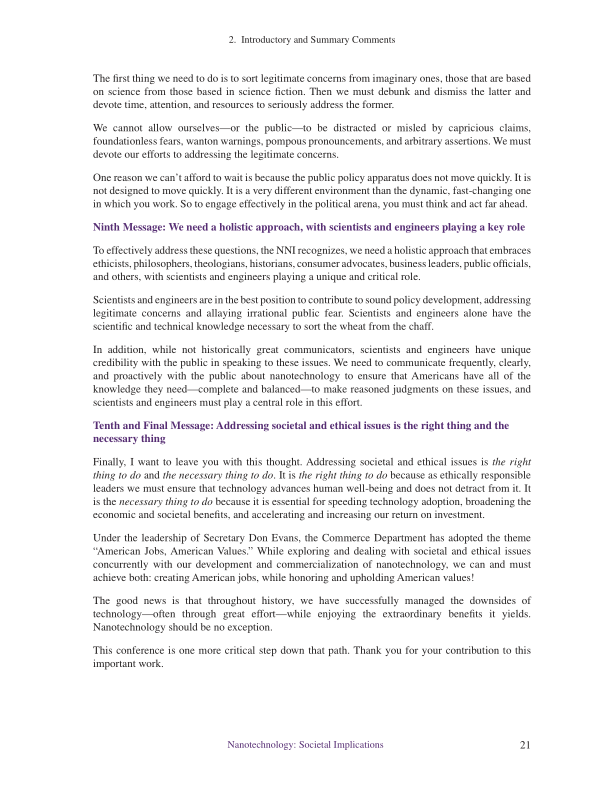 2. Introductory and Summary Comments
The first thing we need to do is to sort legitimate concerns from imaginary ones, those that are based
on science from those based in science fiction. Then we must debunk and dismiss the latter and
devote time, attention, and resources to seriously address the former.
We cannot allow ourselves—or the public—to be distracted or misled by capricious claims,
foundationless fears, wanton warnings, pompous pronouncements, and arbitrary assertions. We must
devote our efforts to addressing the legitimate concerns.
One reason we can't afford to wait is because the public policy apparatus does not move quickly. It is
not designed to move quickly. It is a very different environment than the dynamic, fast-changing one
in which you work. So to engage effectively in the political arena, you must think and act far ahead.
Ninth Message: We need a holistic approach, with scientists and engineers playing a key role
To effectively address these questions, the NNI recognizes, we need a holistic approach that embraces
ethicists, philosophers, theologians, historians, consumer advocates, business leaders, public officials,
and others, with scientists and engineers playing a unique and critical role.
Scientists and engineers are in the best position to contribute to sound policy development, addressing
legitimate concerns and allaying irrational public fear. Scientists and engineers alone have the
scientific and technical knowledge necessary to sort the wheat from the chaff.
In addition, while not historically great communicators, scientists and engineers have unique
credibility with the public in speaking to these issues. We need to communicate frequently, clearly,
and proactively with the public about nanotechnology to ensure that Americans have all of the
knowledge they need—complete and balanced—to make reasoned judgments on these issues, and
scientists and engineers must play a central role in this effort.
Tenth and Final Message: Addressing societal and ethical issues is the right thing and the
necessary thing
Finally, I want to leave you with this thought. Addressing societal and ethical issues is the right
thing to do and the necessary thing to do. It is the right thing to do because as ethically responsible
leaders we must ensure that technology advances human well-being and does not detract from it. It
is the necessary thing to do because it is essential for speeding technology adoption, broadening the
economic and societal benefits, and accelerating and increasing our return on investment.
Under the leadership of Secretary Don Evans, the Commerce Department has adopted the theme
“American Jobs, American Values.” While exploring and dealing with societal and ethical issues
concurrently with our development and commercialization of nanotechnology, we can and must
achieve both: creating American jobs, while honoring and upholding American values!
The good news is that throughout history, we have successfully managed the downsides of
technology—often through great effort—while enjoying the extraordinary benefits it yields.
Nanotechnology should be no exception.
This conference is one more critical step down that path. Thank you for your contribution to this
important work.
Nanotechnology: Societal Implications 21